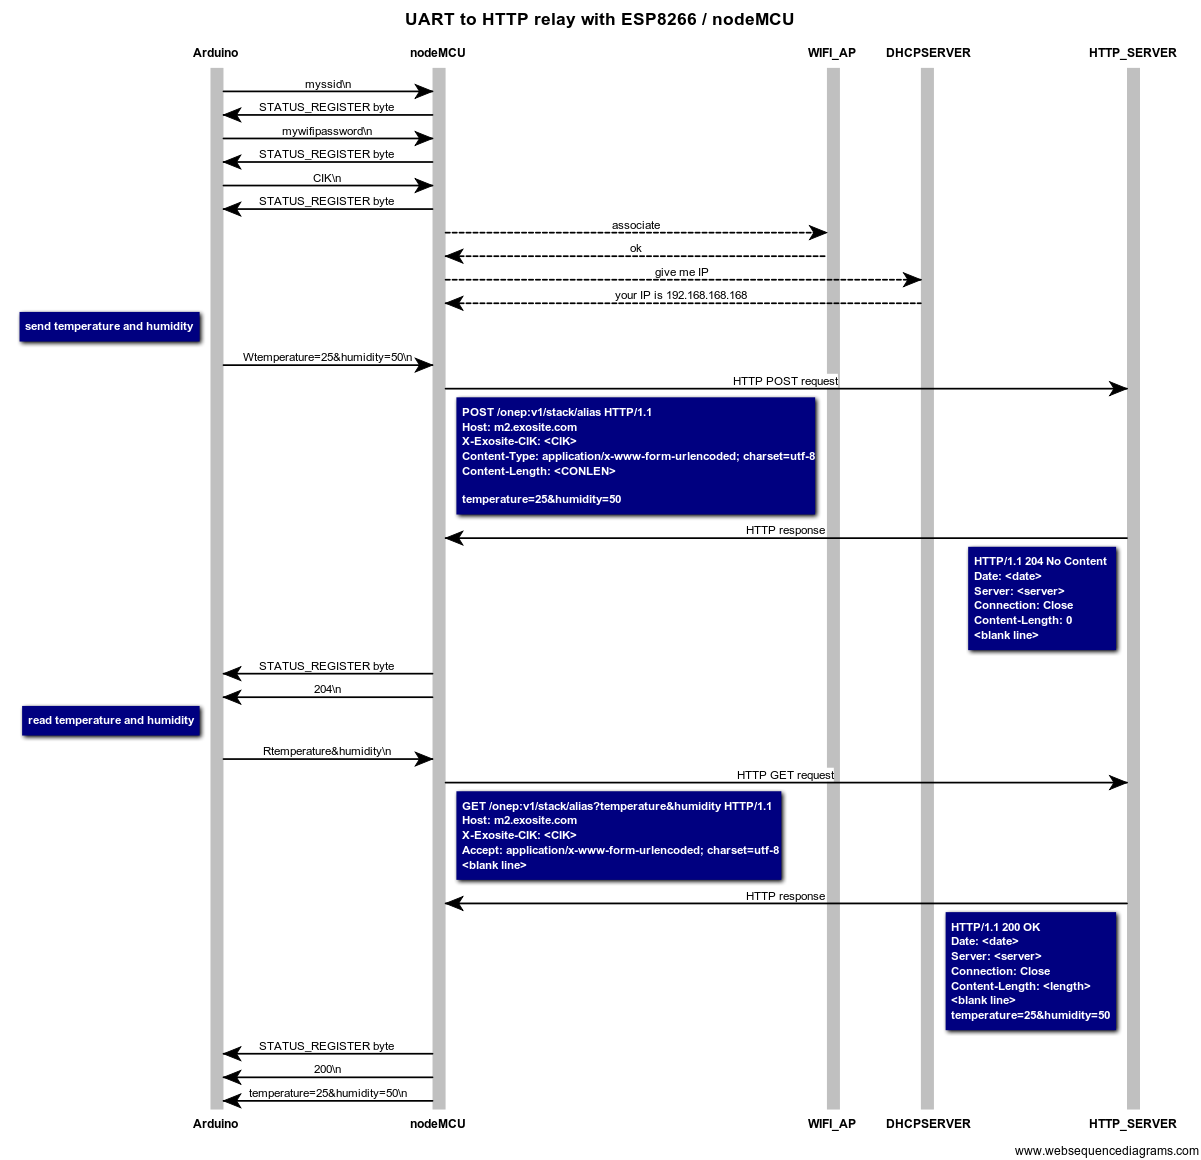 UART to HTTP relay with ESP8266 / nodeMCU
Arduino nodeMCU WIFI_AP DHCPSERVER HTTP_SERVER
myssid\n
STATUS_REGISTER byte
mywifipassword\n
STATUS_REGISTER byte
CIK\n
STATUS_REGISTER byte
associate
ok
give me IP
your IP is 192.168.168.168
send temperature and humidity
Wtemperature=25&humidity=50\n
HTTP POST request
POST /onep:v1/stack/alias HTTP/1.1
Host: m2.exosite.com
X-Exosite-CIK: <CIK>
Content-Type: application/x-www-form-urlencoded; charset=utf-8
Content-Length: <CONLEN>
temperature=25&humidity=50
HTTP response
HTTP/1.1 204 No Content
Date: <date>
Server: <server>
Connection: Close
Content-Length: 0
<blank line>
STATUS_REGISTER byte
204\n
read temperature and humidity
Rtemperature&humidity\n
HTTP GET request
GET /onep:v1/stack/alias?temperature&humidity HTTP/1.1
Host: m2.exosite.com
X-Exosite-CIK: <CIK>
Accept: application/x-www-form-urlencoded; charset=utf-8
<blank line>
HTTP response
HTTP/1.1 200 OK
Date: <date>
Server: <server>
Connection: Close
Content-Length: <length>
<blank line>
temperature=25&humidity=50
STATUS_REGISTER byte
200\n
temperature=25&humidity=50\n
Arduino nodeMCU WIFI_AP DHCPSERVER HTTP_SERVER
www.websequencediagrams.com